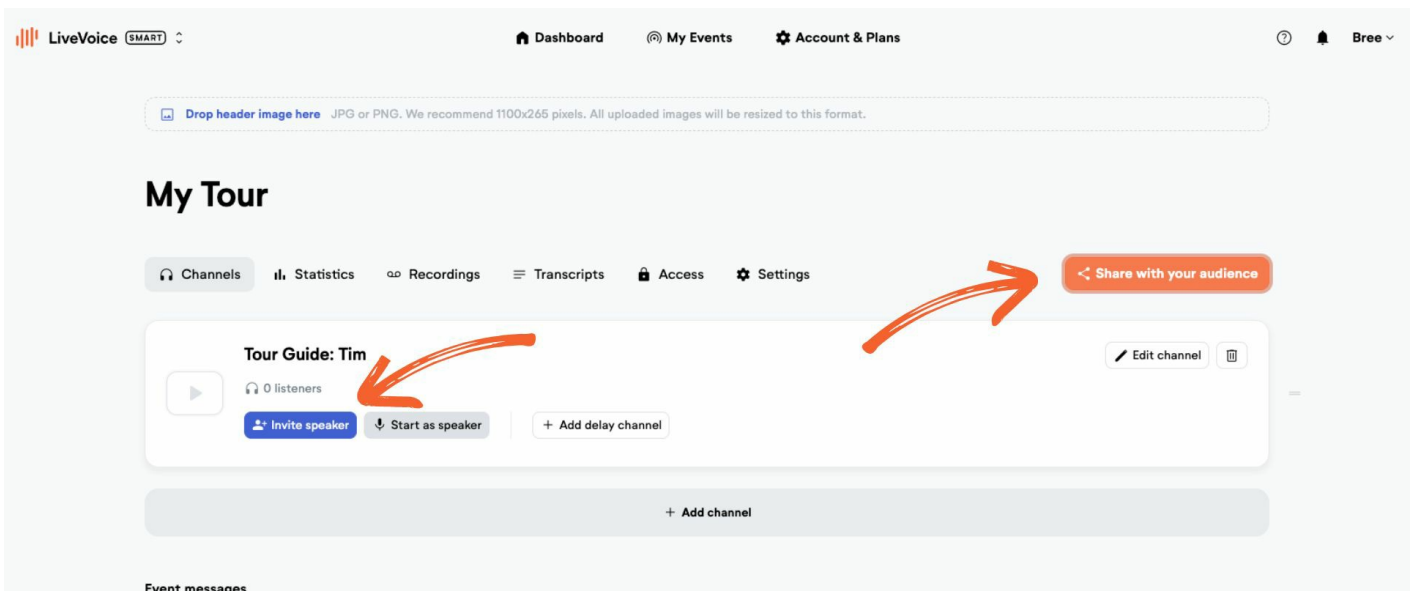 LiveVoice SMART Dashboard My Events Account & Plans Bree
Drop header image here JPG or PNG. We recommend 1100x265 pixels. All uploaded images will be resized to this format.
My Tour
Channels Statistics Recordings Transcripts Access Settings Share with your audience
Tour Guide: Tim Edit channel
0 listeners
Invite speaker Start as speaker + Add delay channel
+ Add channel
Event messages